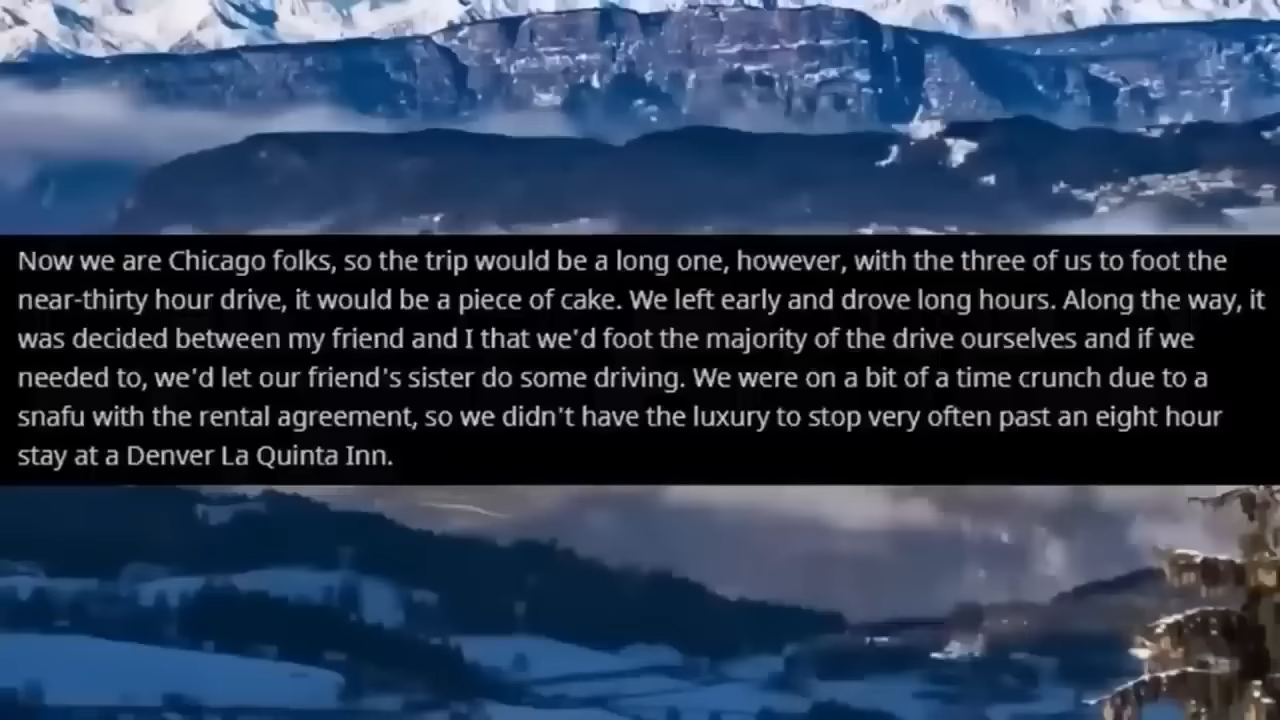 Now we are Chicago folks, so the trip would be a long one, however, with the three of us to foot the
near-thirty hour drive, it would be a piece of cake. We left early and drove long hours. Along the way, it
was decided between my friend and I that we'd foot the majority of the drive ourselves and if we
needed to, we'd let our friend's sister do some driving. We were on a bit of a time crunch due to a
snafu with the rental agreement, so we didn't have the luxury to stop very often past an eight hour
stay at a Denver La Quinta Inn.